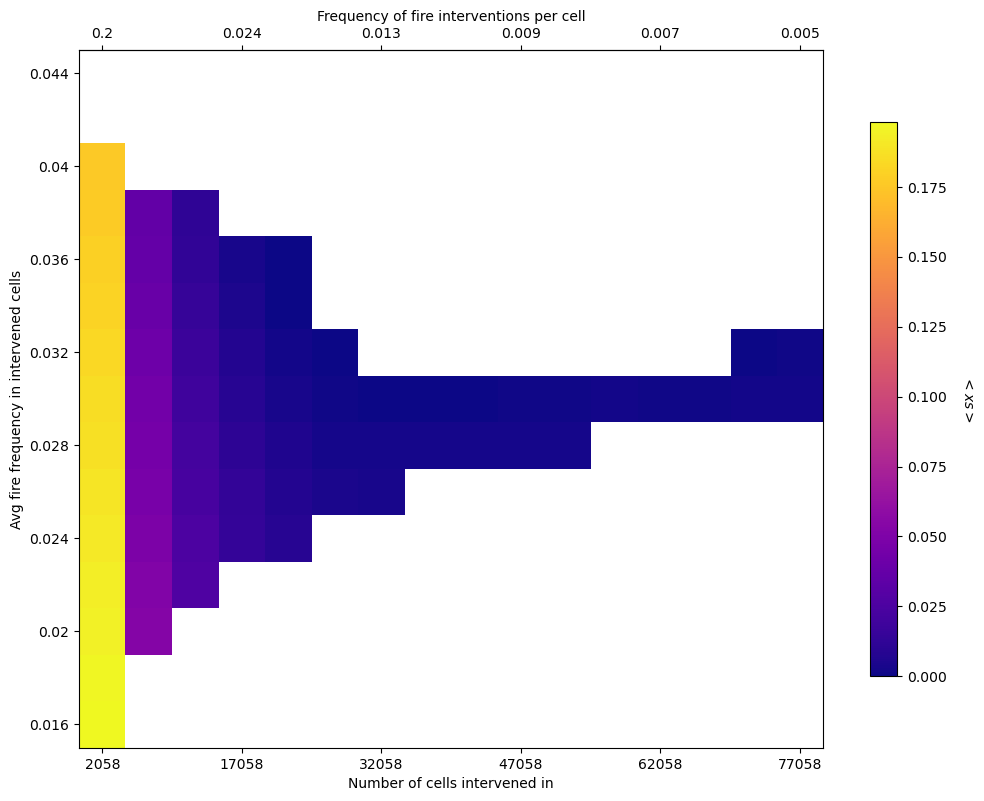 Frequency of fire interventions per cell
0.2 0.024 0.013 0.009 0.007 0.005
0.044
0.04
0.036
0.032
0.028
0.024
0.02
0.016
Avg fire frequency in intervened cells
2058 17058 32058 47058 62058 77058
Number of cells intervened in
0.175
0.150
0.125
0.100
0.075
0.050
0.025
0.000
< sx >